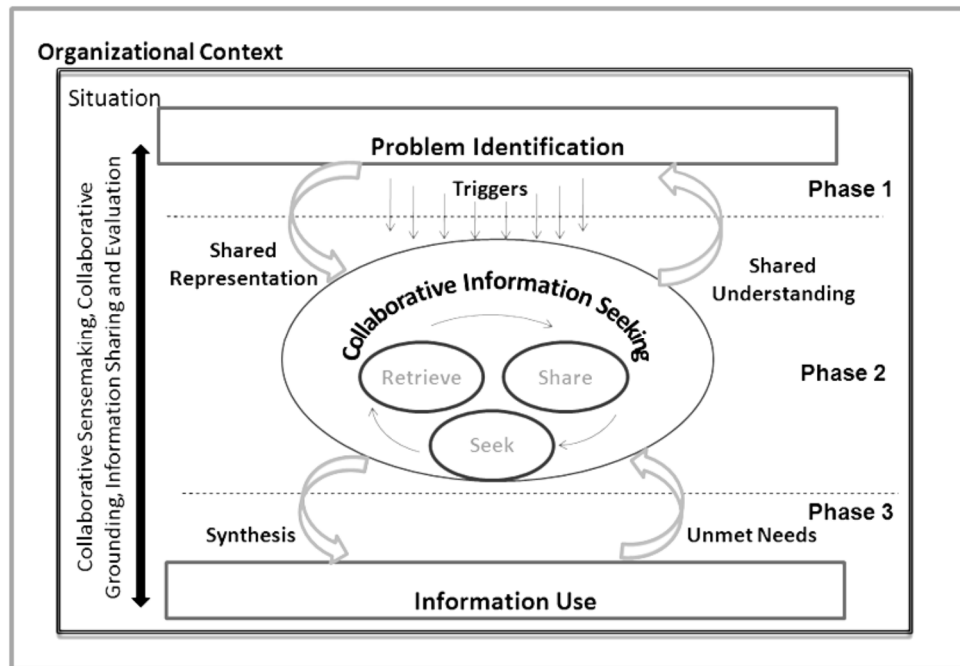 Organizational Context
Situation
Problem Identification
Triggers
Phase 1
Shared
Representation
Shared
Understanding
Collaborative Information Seeking
Retrieve
Share
Seek
Phase 2
Phase 3
Synthesis
Unmet Needs
Information Use
Collaborative Sensemaking, Collaborative
Grounding, Information Sharing and Evaluation